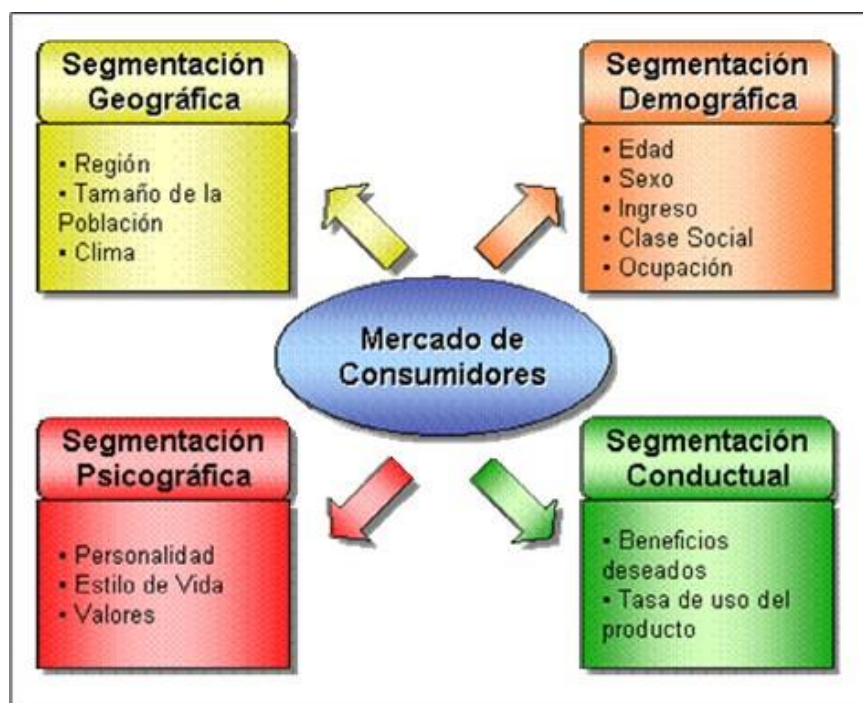 Segmentación
Geográfica
• Región
• Tamaño de la
Población
• Clima
Segmentación
Demográfica
• Edad
• Sexo
• Ingreso
• Clase Social
• Ocupación
Mercado de
Consumidores
Segmentación
Psicográfica
• Personalidad
• Estilo de Vida
• Valores
Segmentación
Conductual
• Beneficios
deseados
• Tasa de uso del
producto